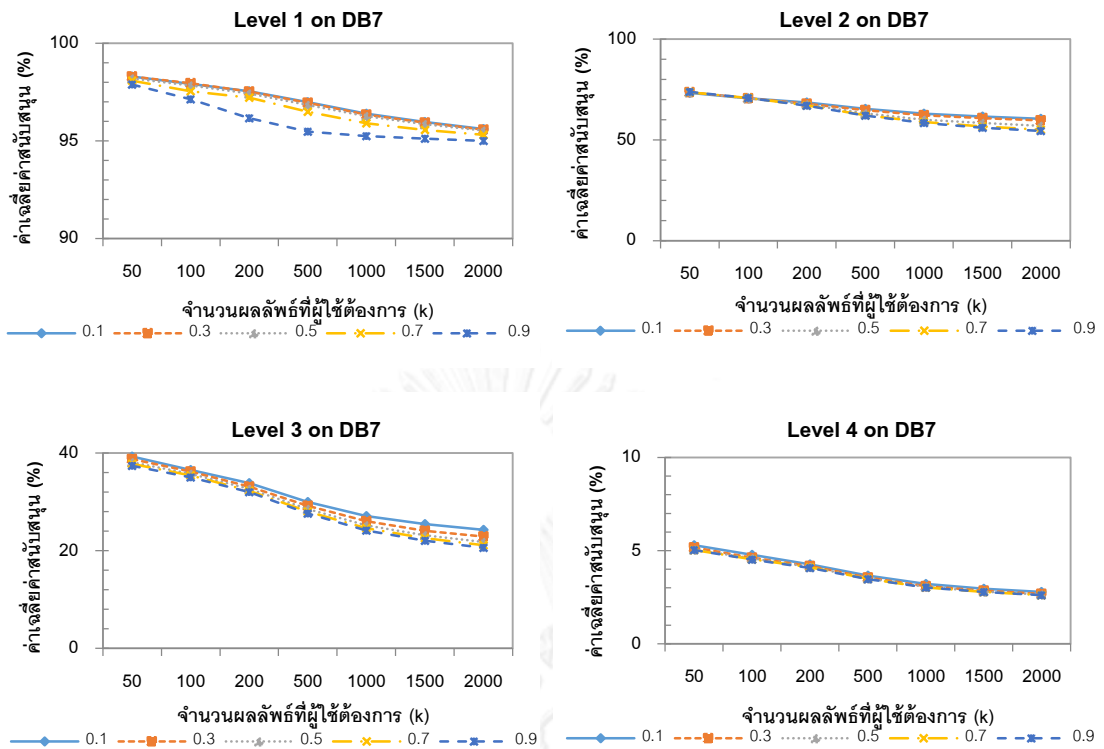 Level 1 on DB7
ค่าเฉลี่ยค่าสนับสนุน (%)
100
95
90
50 100 200 500 1000 1500 2000
จำนวนผลลัพธ์ที่ผู้ใช้ต้องการ (k)
0.1 0.3 0.5 0.7 0.9
Level 2 on DB7
ค่าเฉลี่ยค่าสนับสนุน (%)
100
50
0
50 100 200 500 1000 1500 2000
จำนวนผลลัพธ์ที่ผู้ใช้ต้องการ (k)
0.1 0.3 0.5 0.7 0.9
Level 3 on DB7
ค่าเฉลี่ยค่าสนับสนุน (%)
40
20
0
50 100 200 500 1000 1500 2000
จำนวนผลลัพธ์ที่ผู้ใช้ต้องการ (k)
0.1 0.3 0.5 0.7 0.9
Level 4 on DB7
ค่าเฉลี่ยค่าสนับสนุน (%)
10
5
0
50 100 200 500 1000 1500 2000
จำนวนผลลัพธ์ที่ผู้ใช้ต้องการ (k)
0.1 0.3 0.5 0.7 0.9